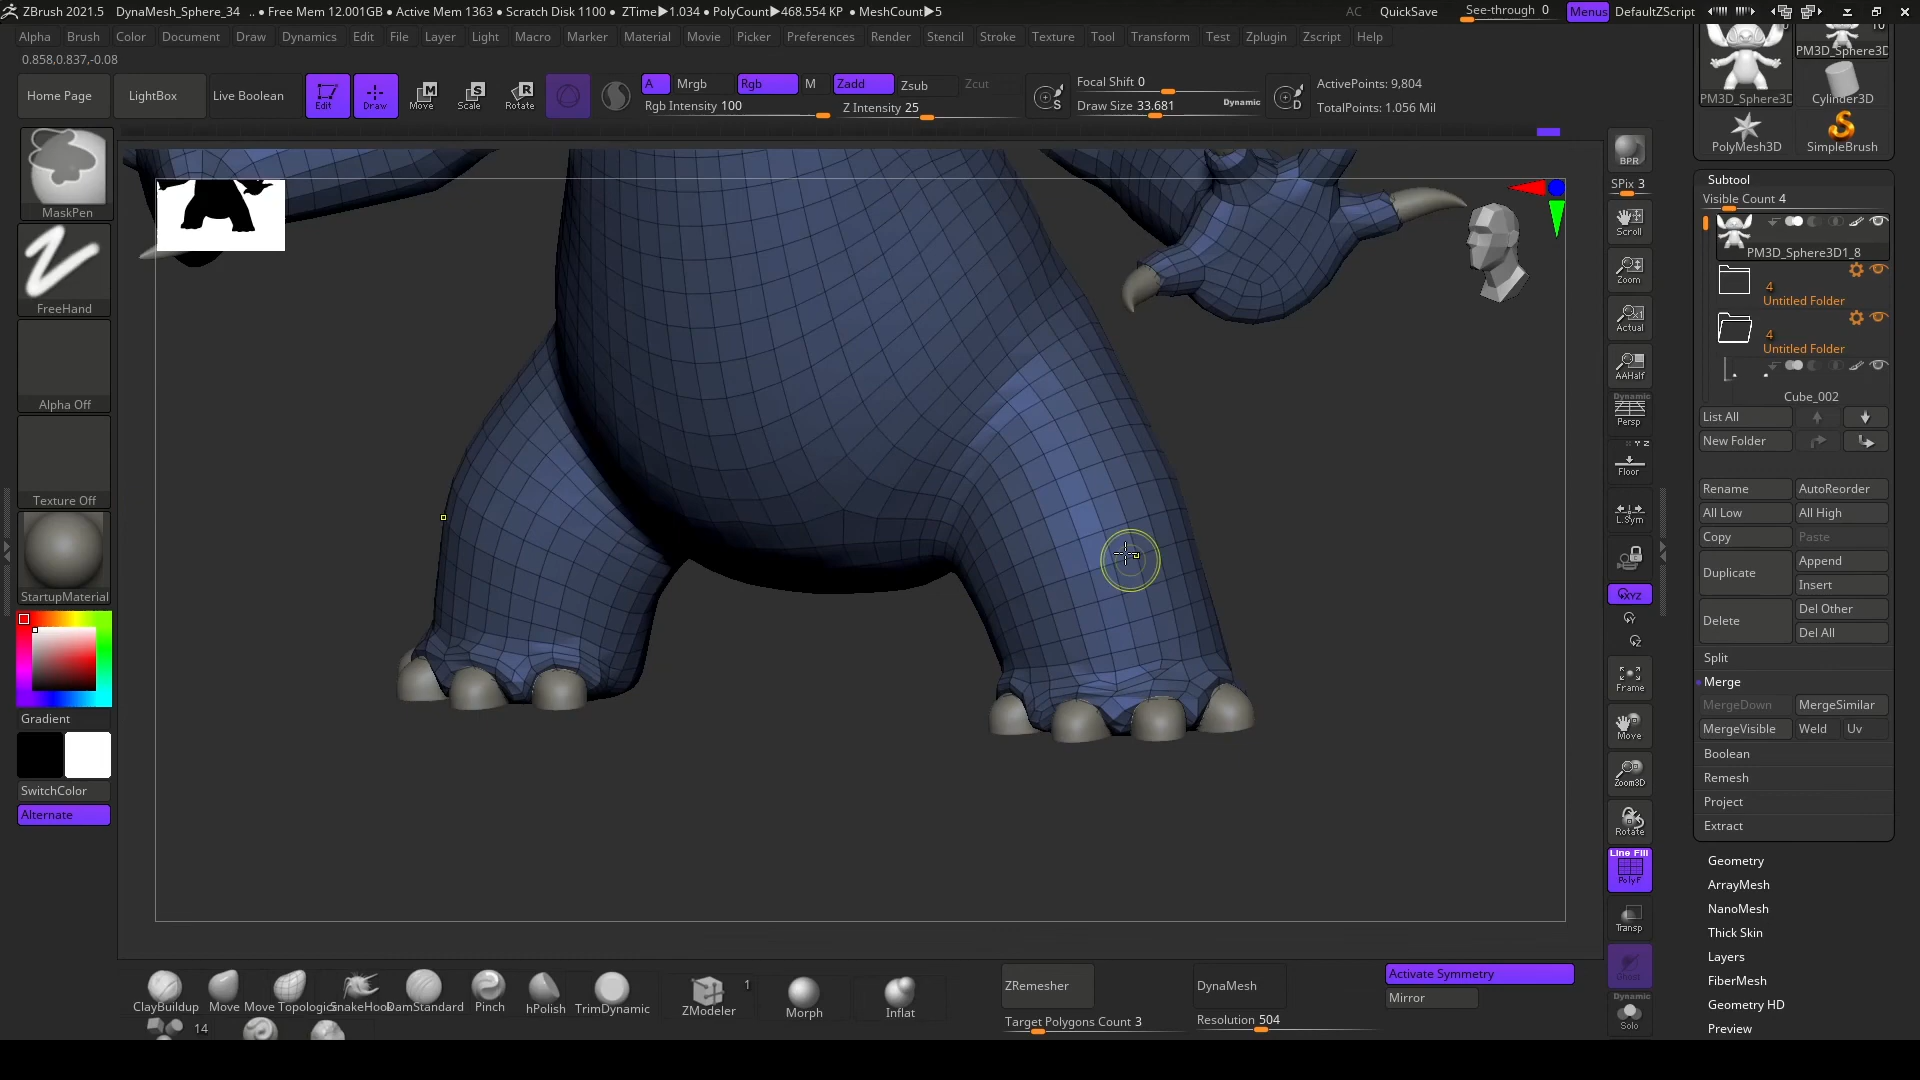 ZBrush 2021.5 DynaMesh_Sphere_34 .. ● Free Mem 12.001GB ● Active Mem 1363 ● Scratch Disk 1100 ● ZTime▶1.034 ● PolyCount▶468.554 KP ● MeshCount▶5 AC QuickSave See-through 0 Menus DefaultZScript
Alpha Brush Color Document Draw Dynamics Edit File Layer Light Macro Marker Material Movie Picker Preferences Render Stencil Stroke Texture Tool Transform Test Zplugin Zscript Help
0.858,0.837,-0.08
Home Page LightBox Live Boolean Edit Draw Move Scale Rotate
A Mrgb Rgb M Zadd Zsub Zcut
Rgb Intensity 100 Z Intensity 25
S Focal Shift 0
Draw Size 33.681 Dynamic D
ActivePoints: 9,804
TotalPoints: 1.056 Mil
MaskPen
FreeHand
Alpha Off
Texture Off
StartupMaterial
Gradient
SwitchColor
Alternate
BPR
SPix 3
Scroll
Zoom
Actual
AAHalf
Dynamic
Persp
Floor
L.Sym
XYZ
Y
Z
Frame
Move
Zoom3D
Rotate
Line Fill
PolyF
Transp
Ghost
Dynamic
Solo
PM3D_Sphere3D
PM3D_Sphere3D
Cylinder3D
PolyMesh3D SimpleBrush
Subtool
Visible Count 4
PM3D_Sphere3D1_8
4
Untitled Folder
4
Untitled Folder
Cube_002
List All
New Folder
Rename AutoReorder
All Low All High
Copy Paste
Duplicate Append
Insert
Delete Del Other
Del All
Split
Merge
MergeDown MergeSimilar
MergeVisible Weld Uv
Boolean
Remesh
Project
Extract
Geometry
ArrayMesh
NanoMesh
Thick Skin
Layers
FiberMesh
Geometry HD
Preview
ClayBuildup Move SnakeHook DamStandard Pinch hPolish TrimDynamic ZModeler 1 Morph Inflat
14
ZRemesher
Target Polygons Count 3
DynaMesh
Resolution 504
Activate Symmetry
Mirror